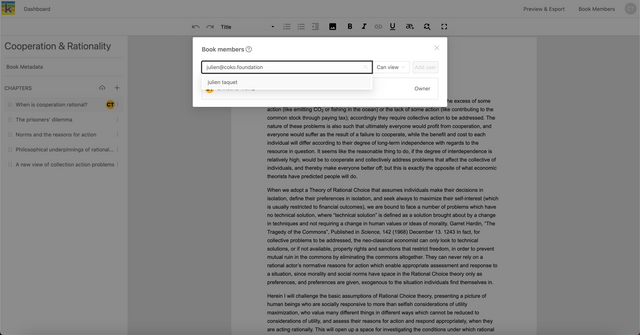 Dashboard
Preview & Export
Book Members
CT
Title
B
I
U
Cooperation & Rationality
Book Metadata
CHAPTERS
When is cooperation rational?
CT
The prisoners' dilemma
Norms and the reasons for action
Philosophical underpinnings of rational...
A new view of collection action problems
Book members
julien@coko.foundation
Can view
Add user
julien taquet
Owner
the excess of some
action (like emitting CO₂ or fishing in the ocean) or the lack of some action (like contributing to the
common stock through paying tax); accordingly they require collective action to be addressed. The
nature of these problems is also such that ultimately everyone would profit from cooperation, and
everyone would suffer as the result of a failure to cooperate, while the benefit and cost to each
individual will differ according to their degree of long-term independence with regards to the
resource in question. It seems like the reasonable thing to do, if the degree of interdependence is
relatively high, would be to cooperate and collectively address problems that affect the collective of
individuals, and thereby make everyone better off; but this is exactly the opposite of what economic
theorists have predicted people will do.
When we adopt a Theory of Rational Choice that assumes individuals make their decisions in
isolation, define their preferences in isolation, and seek always to maximize their self-interest (which
is usually restricted to financial outcomes), we are bound to face a number of problems which have
no technical solution, where "technical solution" is defined as a solution brought about by a change
in techniques and not requiring a change in human values or ideas of morality. Garret Hardin, "The
Tragedy of the Commons", Published in Science, 142 (1968) December 13. 1243 In fact, for
collective problems to be addressed, the neo-classical economist can only look to technical
solutions, or if not available, property rights and sanctions that restrict freedom, in order to prevent
mutual ruin in the commons by eliminating the commons altogether. They can never rely on a
rational actor's normative reasons for action which enable appropriate assessment and response to
a situation, since morality and social norms have space in the Rational Choice theory only as
preferences, and preferences are given, exogenous to the situation individuals find themselves in.
Herein I will challenge the basic assumptions of Rational Choice theory, presenting a picture of
human beings who are socially responsive to more than selfish considerations of utility
maximization, who value many different things in different ways which cannot be reduced to
considerations of utility, and assess their reasons for action and respond appropriately, when they
are acting rationally. This will open up a space for investigating the conditions under which rational